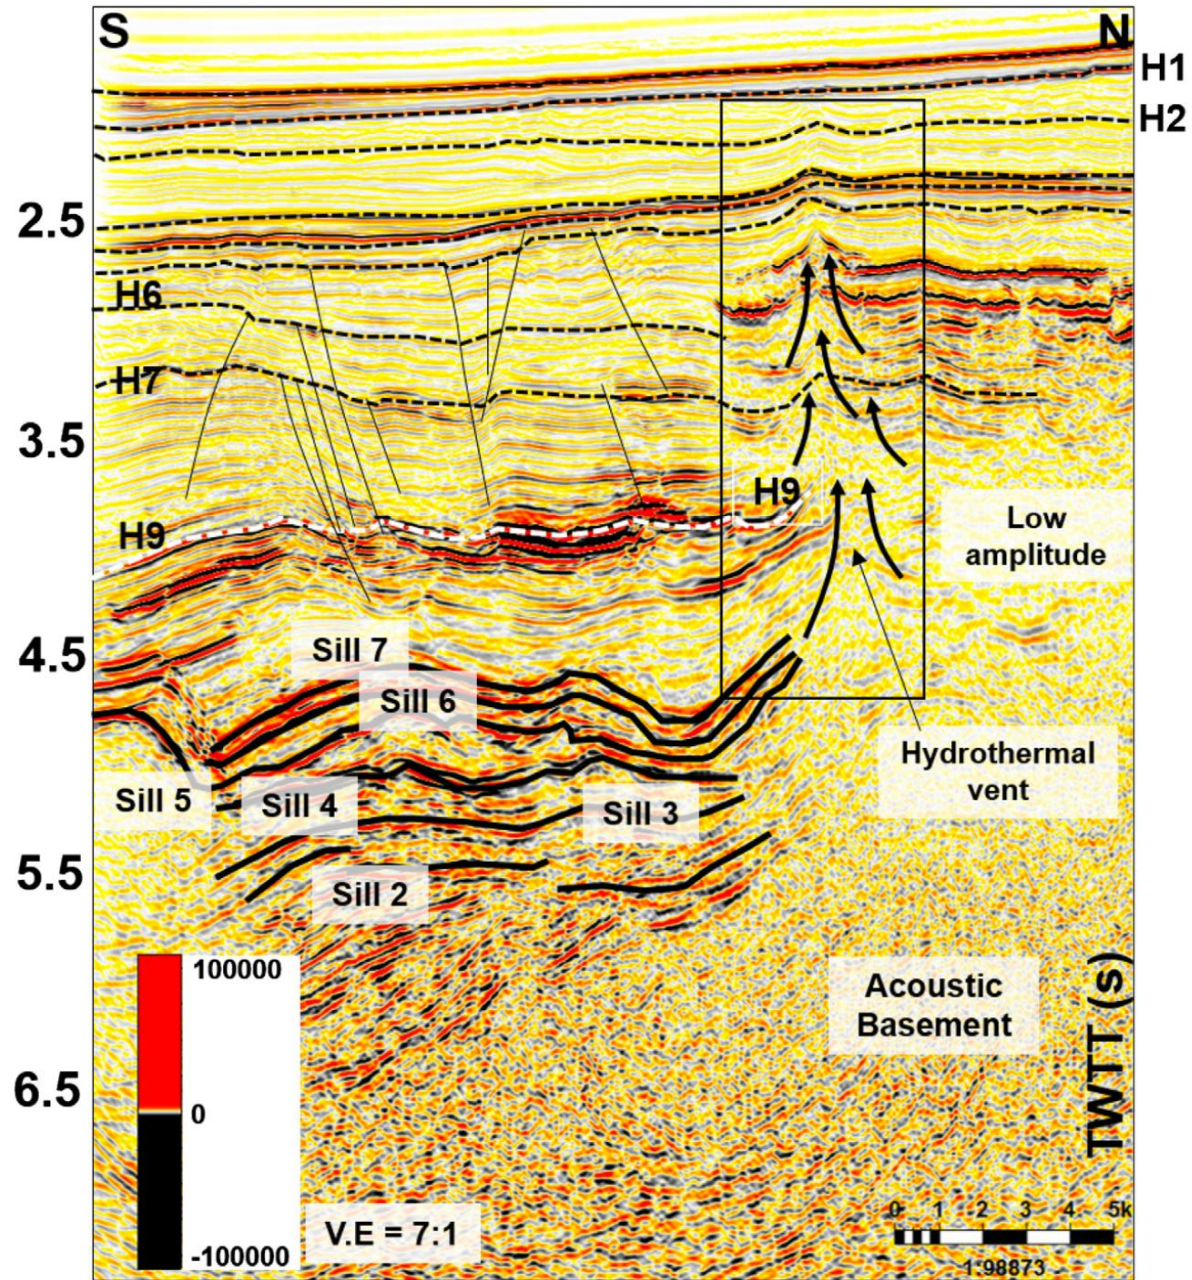 S
N
H1
H2
2.5
H6
H7
3.5
H9
H9
Low
amplitude
4.5
Sill 7
Sill 6
Hydrothermal
vent
Sill 5
Sill 4
Sill 3
5.5
Sill 2
100000
Acoustic
Basement
TWTT (s)
6.5
0
-100000
V.E = 7:1
0 1 2 3 4 5k
1:98873